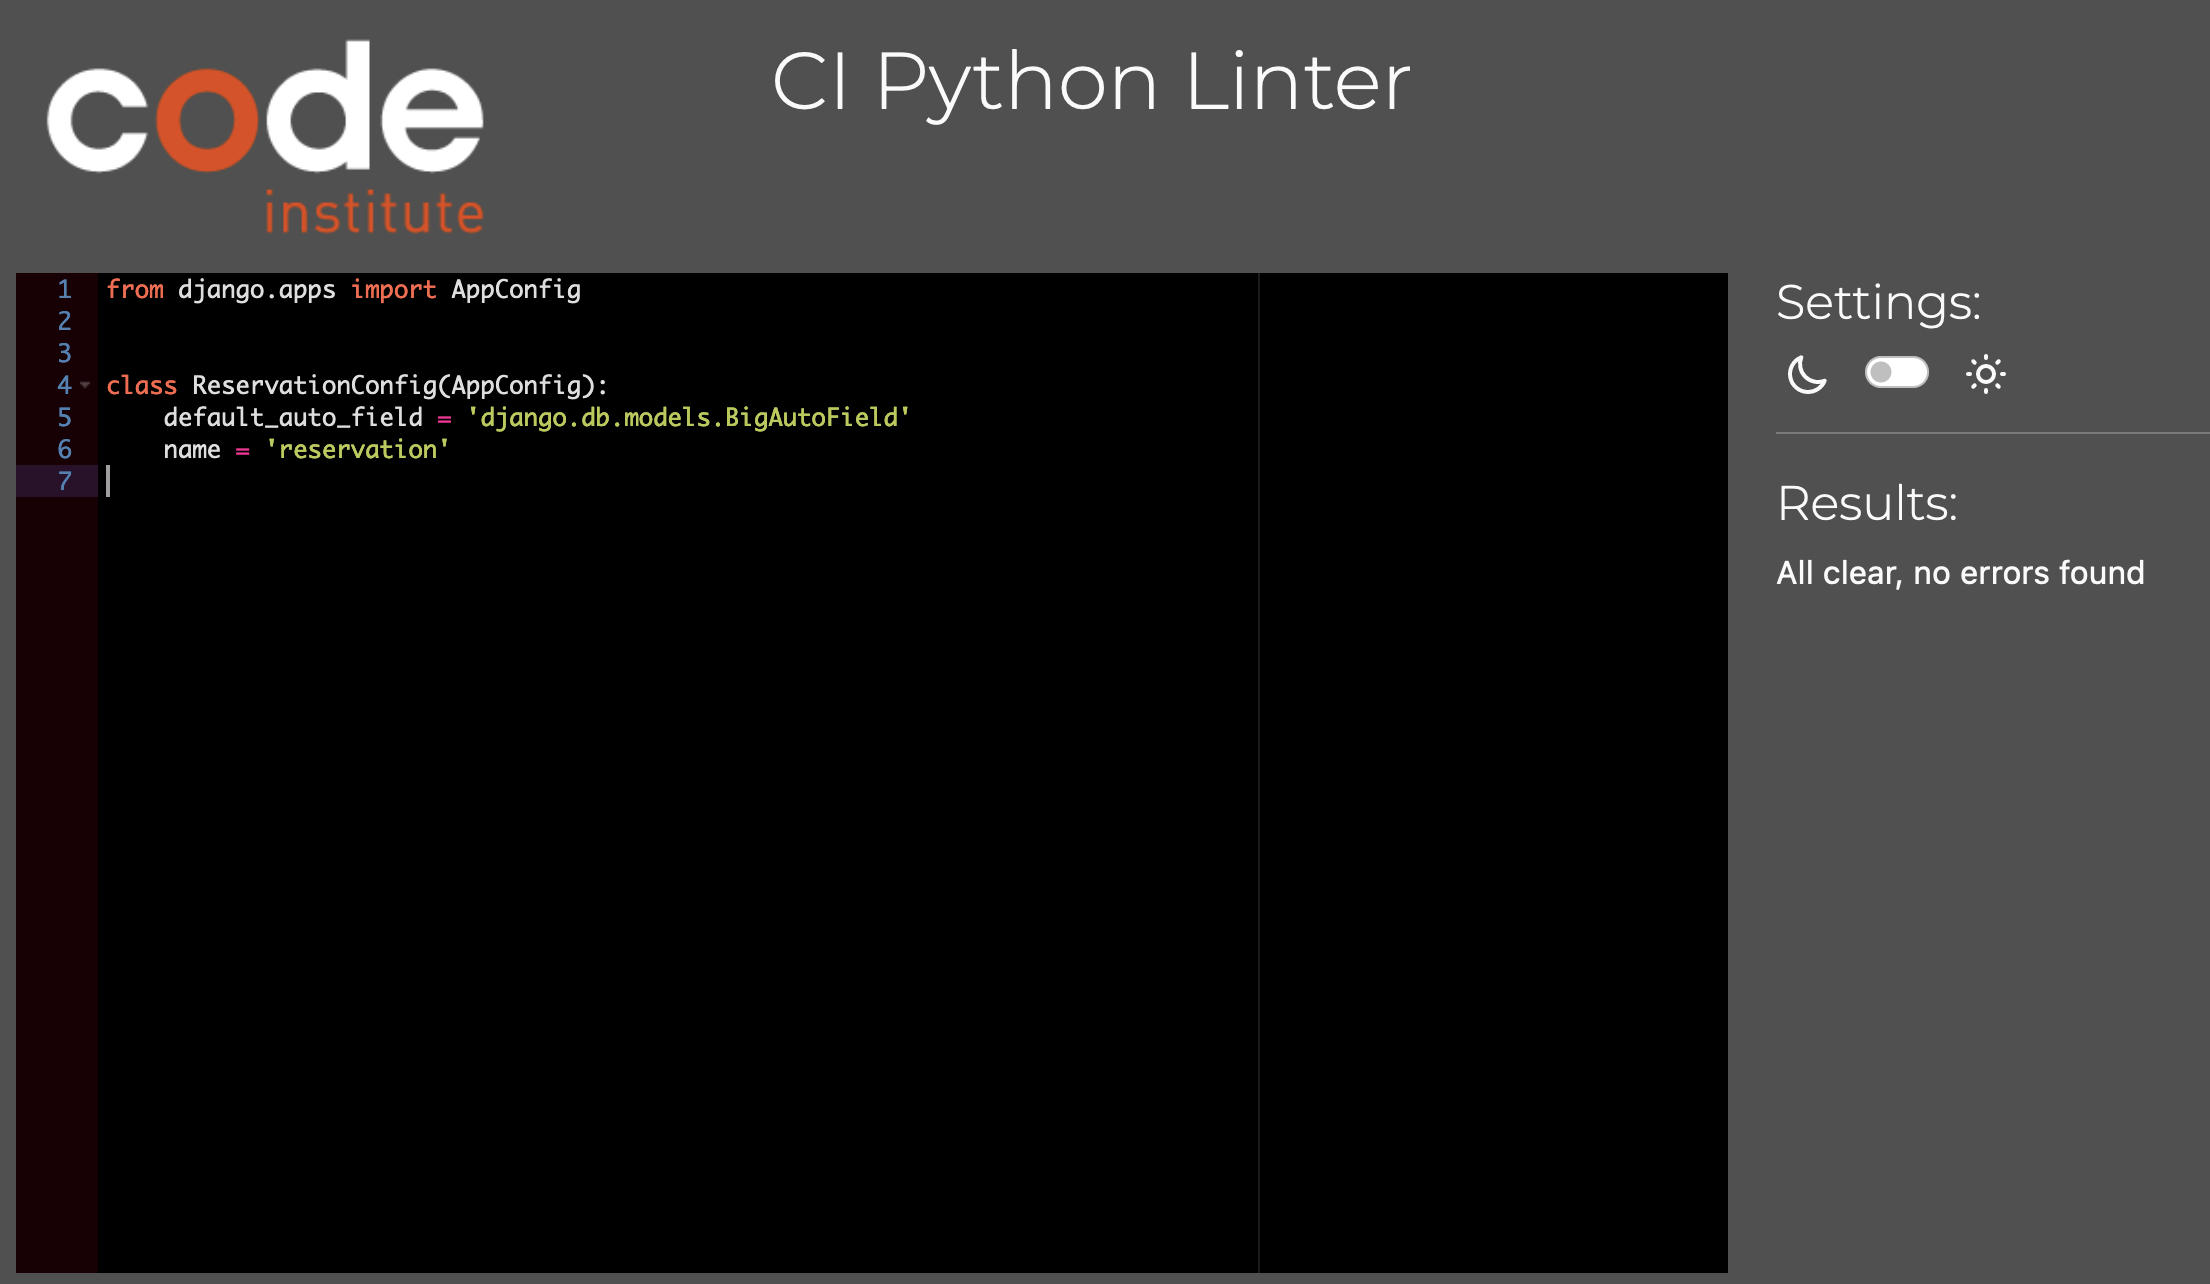 code
institute
CI Python Linter
1 from django.apps import AppConfig
2
3
4 class ReservationConfig(AppConfig):
5     default_auto_field = 'django.db.models.BigAutoField'
6     name = 'reservation'
7
Settings:
Results:
All clear, no errors found